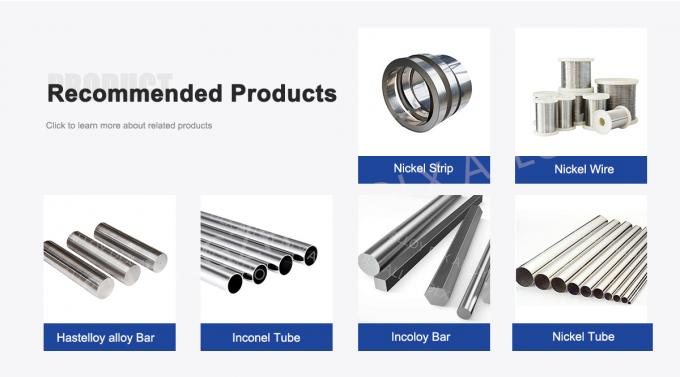 PRODUCT
Recommended Products
Click to learn more about related products
Nickel Strip
Nickel Wire
Hastelloy alloy Bar
Inconel Tube
Incoloy Bar
Nickel Tube